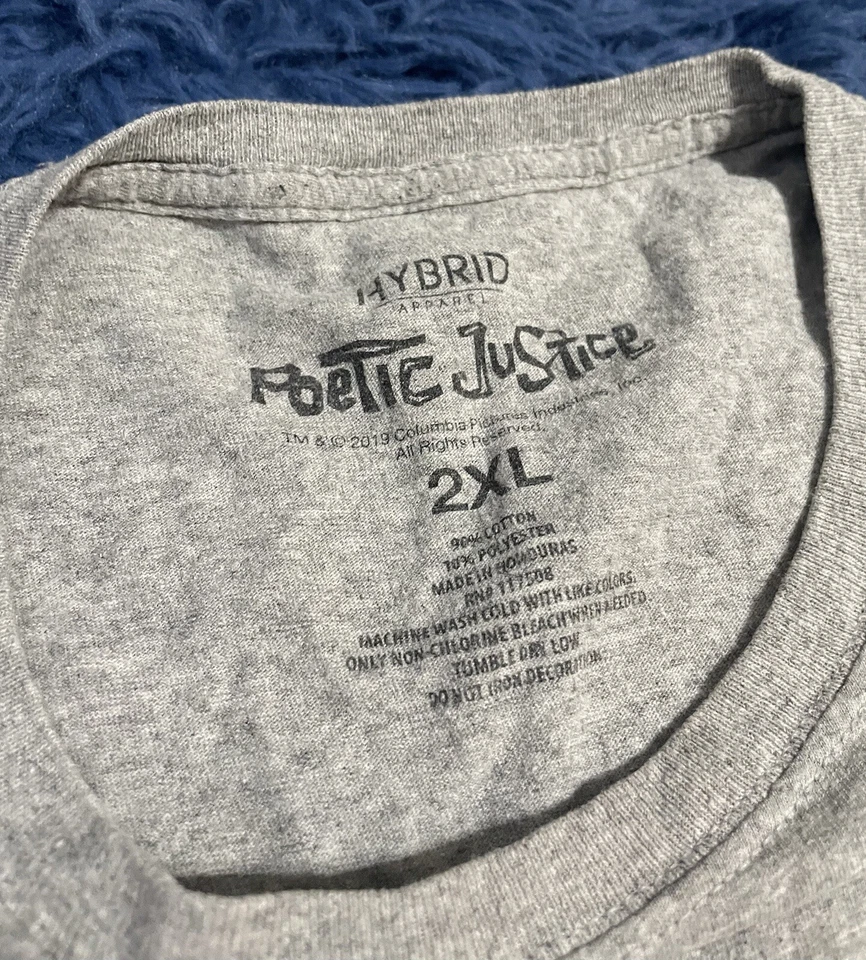 HYBRID
APPAREL
Poetic Justice
TM & © 2019 Columbia Pictures Industries, Inc.
All Rights Reserved.
2XL
90% COTTON
10% POLYESTER
MADE IN HONDURAS
RN# 117508
MACHINE WASH COLD WITH LIKE COLORS.
ONLY NON-CHLORINE BLEACH WHEN NEEDED.
TUMBLE DRY LOW
DO NOT IRON DECORATION.